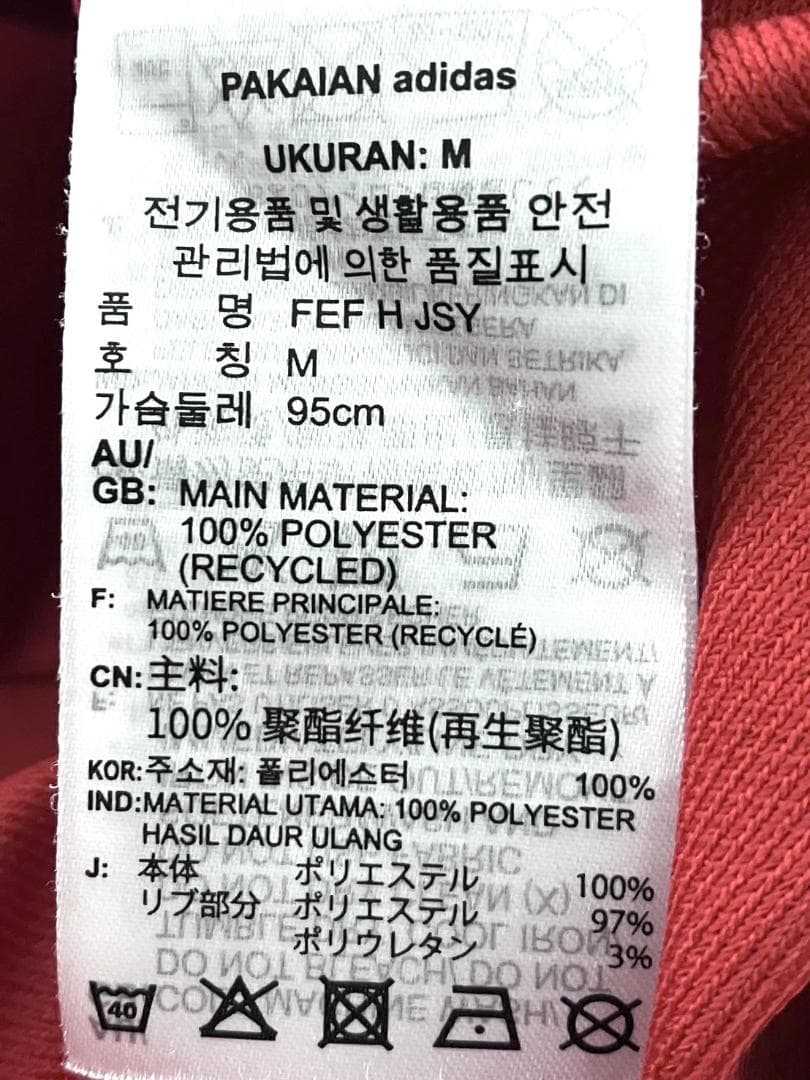 PAKAIAN adidas
UKURAN: M
전기용품 및 생활용품 안전
관리법에 의한 품질표시
품 명 FEF H JSY
호 칭 M
가슴둘레 95cm
AU/
GB: MAIN MATERIAL:
100% POLYESTER
(RECYCLED)
F: MATIERE PRINCIPALE:
100% POLYESTER (RECYCLÉ)
CN: 主料:
100% 聚酯纤维(再生聚酯)
KOR: 주소재: 폴리에스터 100%
IND: MATERIAL UTAMA: 100% POLYESTER
HASIL DAUR ULANG
J: 本体 ポリエステル 100%
リブ部分 ポリエステル 97%
ポリウレタン 3%
40